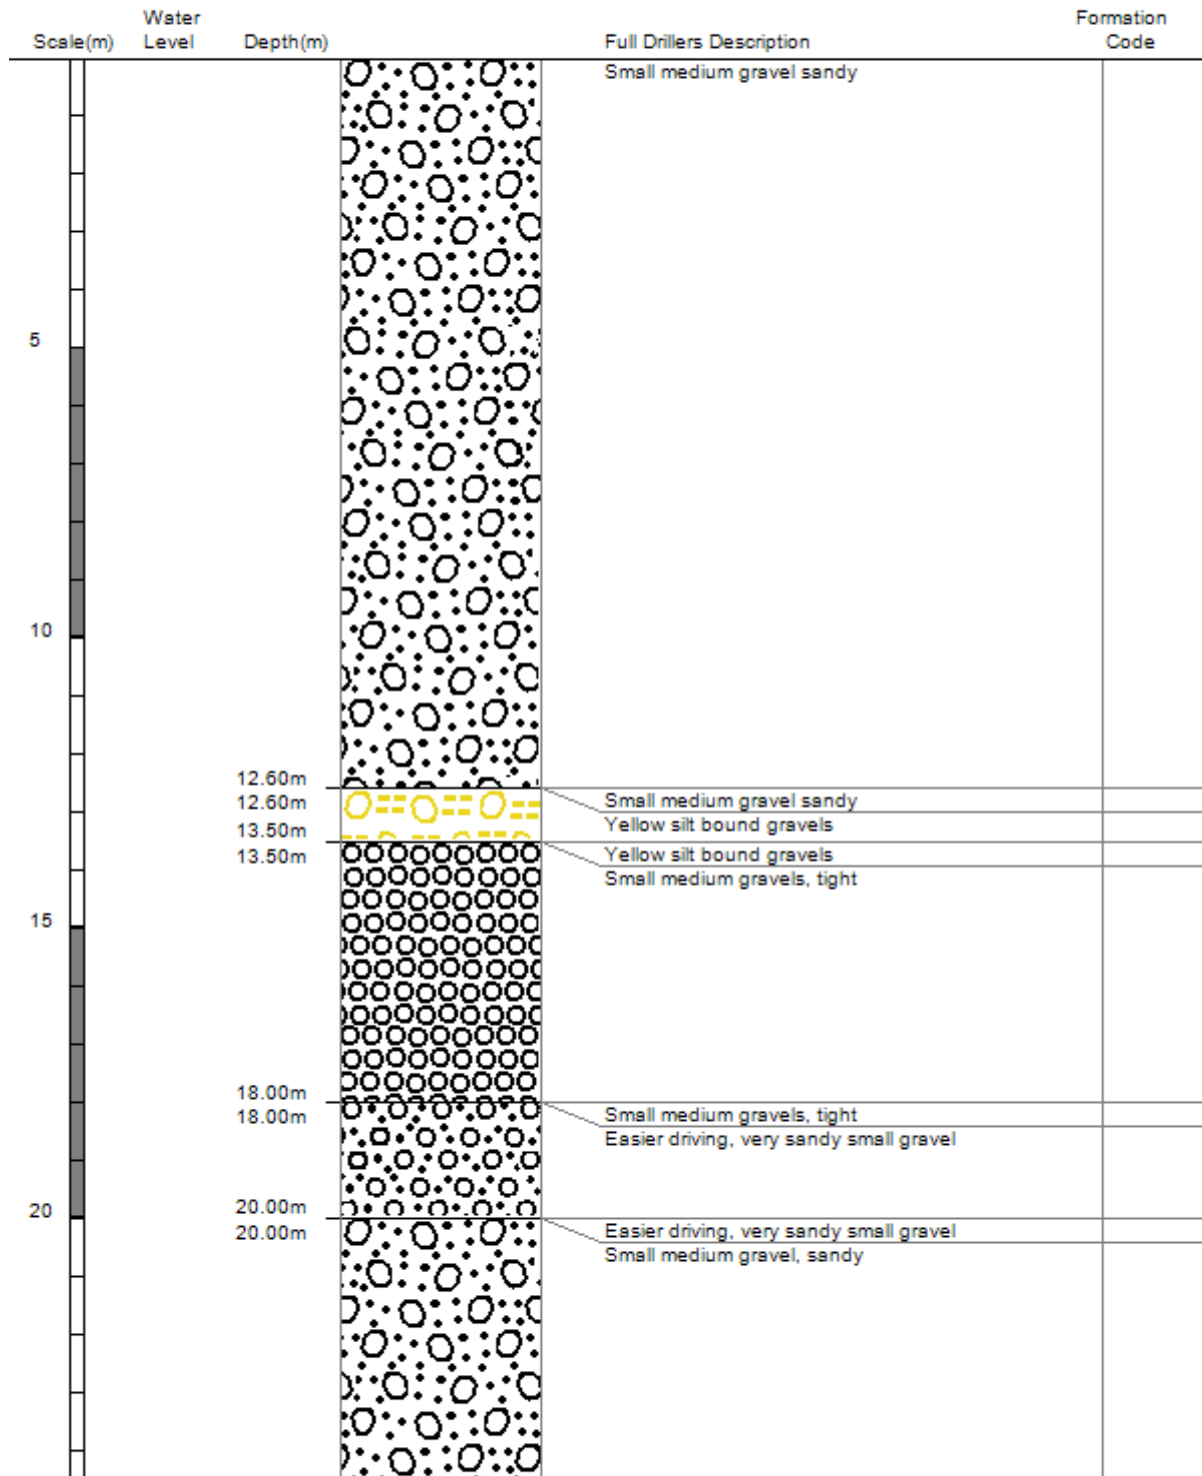 Water Formation
Scale(m) Level Depth(m) Full Drillers Description Code
Small medium gravel sandy
5
10
12.60m
12.60m Small medium gravel sandy
13.50m Yellow silt bound gravels
13.50m Yellow silt bound gravels
Small medium gravels, tight
15
18.00m
18.00m Small medium gravels, tight
Easier driving, very sandy small gravel
20 20.00m
20.00m Easier driving, very sandy small gravel
Small medium gravel, sandy